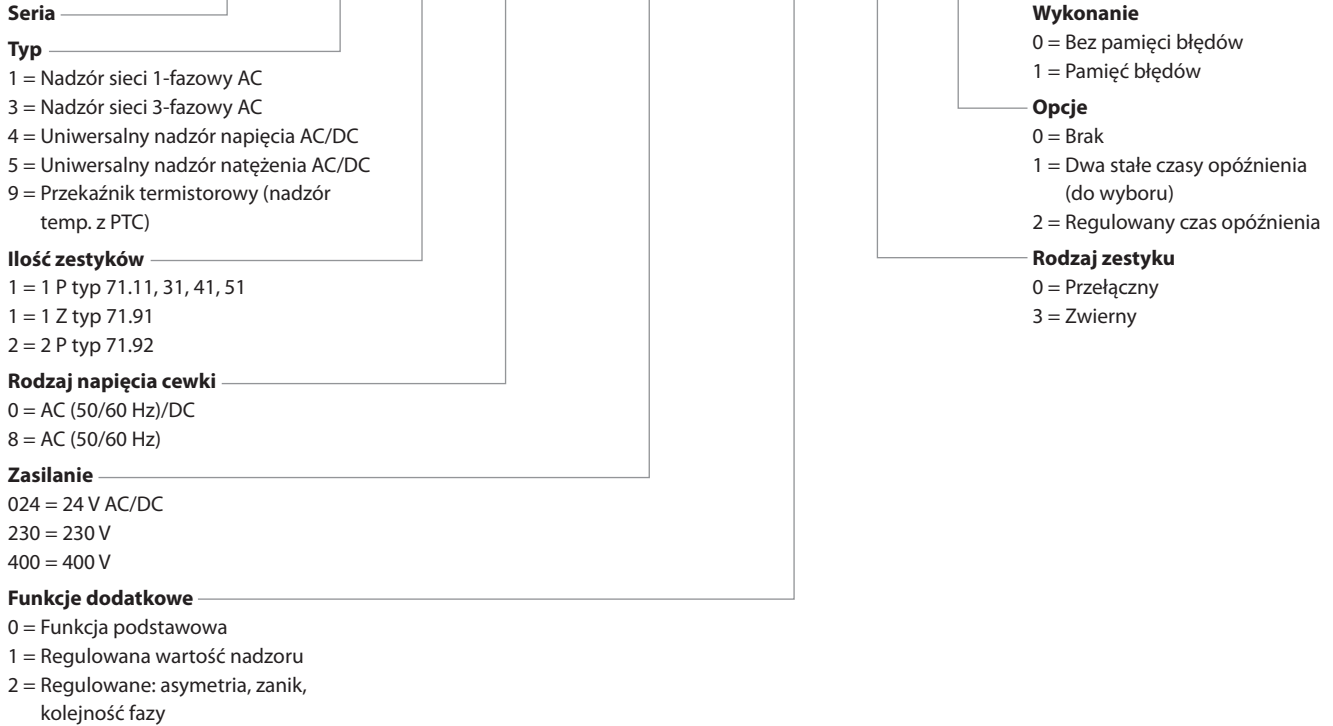 Seria
Typ
1 = Nadzór sieci 1-fazowy AC
3 = Nadzór sieci 3-fazowy AC
4 = Uniwersalny nadzór napięcia AC/DC
5 = Uniwersalny nadzór natężenia AC/DC
9 = Przekaźnik termistorowy (nadzór
temp. z PTC)
Ilość zestyków
1 = 1 P typ 71.11, 31, 41, 51
1 = 1 Z typ 71.91
2 = 2 P typ 71.92
Rodzaj napięcia cewki
0 = AC (50/60 Hz)/DC
8 = AC (50/60 Hz)
Zasilanie
024 = 24 V AC/DC
230 = 230 V
400 = 400 V
Funkcje dodatkowe
0 = Funkcja podstawowa
1 = Regulowana wartość nadzoru
2 = Regulowane: asymetria, zanik,
kolejność fazy
Wykonanie
0 = Bez pamięci błędów
1 = Pamięć błędów
Opcje
0 = Brak
1 = Dwa stałe czasy opóźnienia
(do wyboru)
2 = Regulowany czas opóźnienia
Rodzaj zestyku
0 = Przełączny
3 = Zwierny